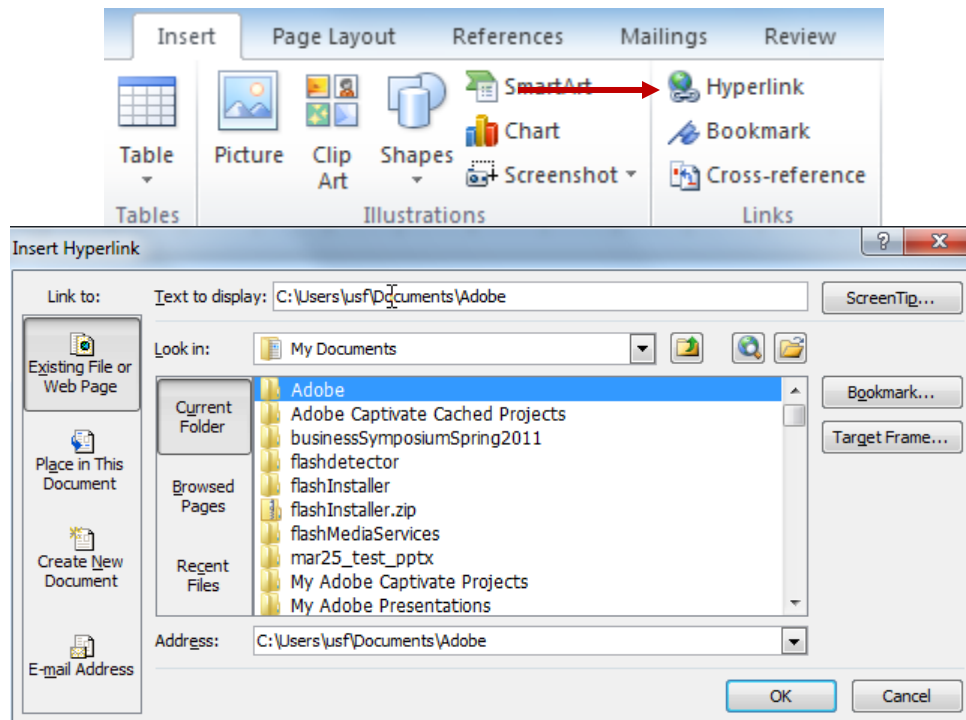 Insert Page Layout References Mailings Review
Table
Tables
Picture
Clip
Art
Shapes
SmartArt
Chart
Screenshot
Illustrations
Hyperlink
Bookmark
Cross-reference
Links
Insert Hyperlink
?
Link to:
Text to display: C:\Users\usf\Documents\Adobe
ScreenTip...
Existing File or
Web Page
Place in This
Document
Create New
Document
E-mail Address
Look in: My Documents
Current
Folder
Browsed
Pages
Recent
Files
Adobe
Adobe Captivate Cached Projects
businessSymposiumSpring2011
flashdetector
flashInstaller
flashInstaller.zip
flashMediaServices
mar25_test_pptx
My Adobe Captivate Projects
My Adobe Presentations
Bookmark...
Target Frame...
Address: C:\Users\usf\Documents\Adobe
OK Cancel